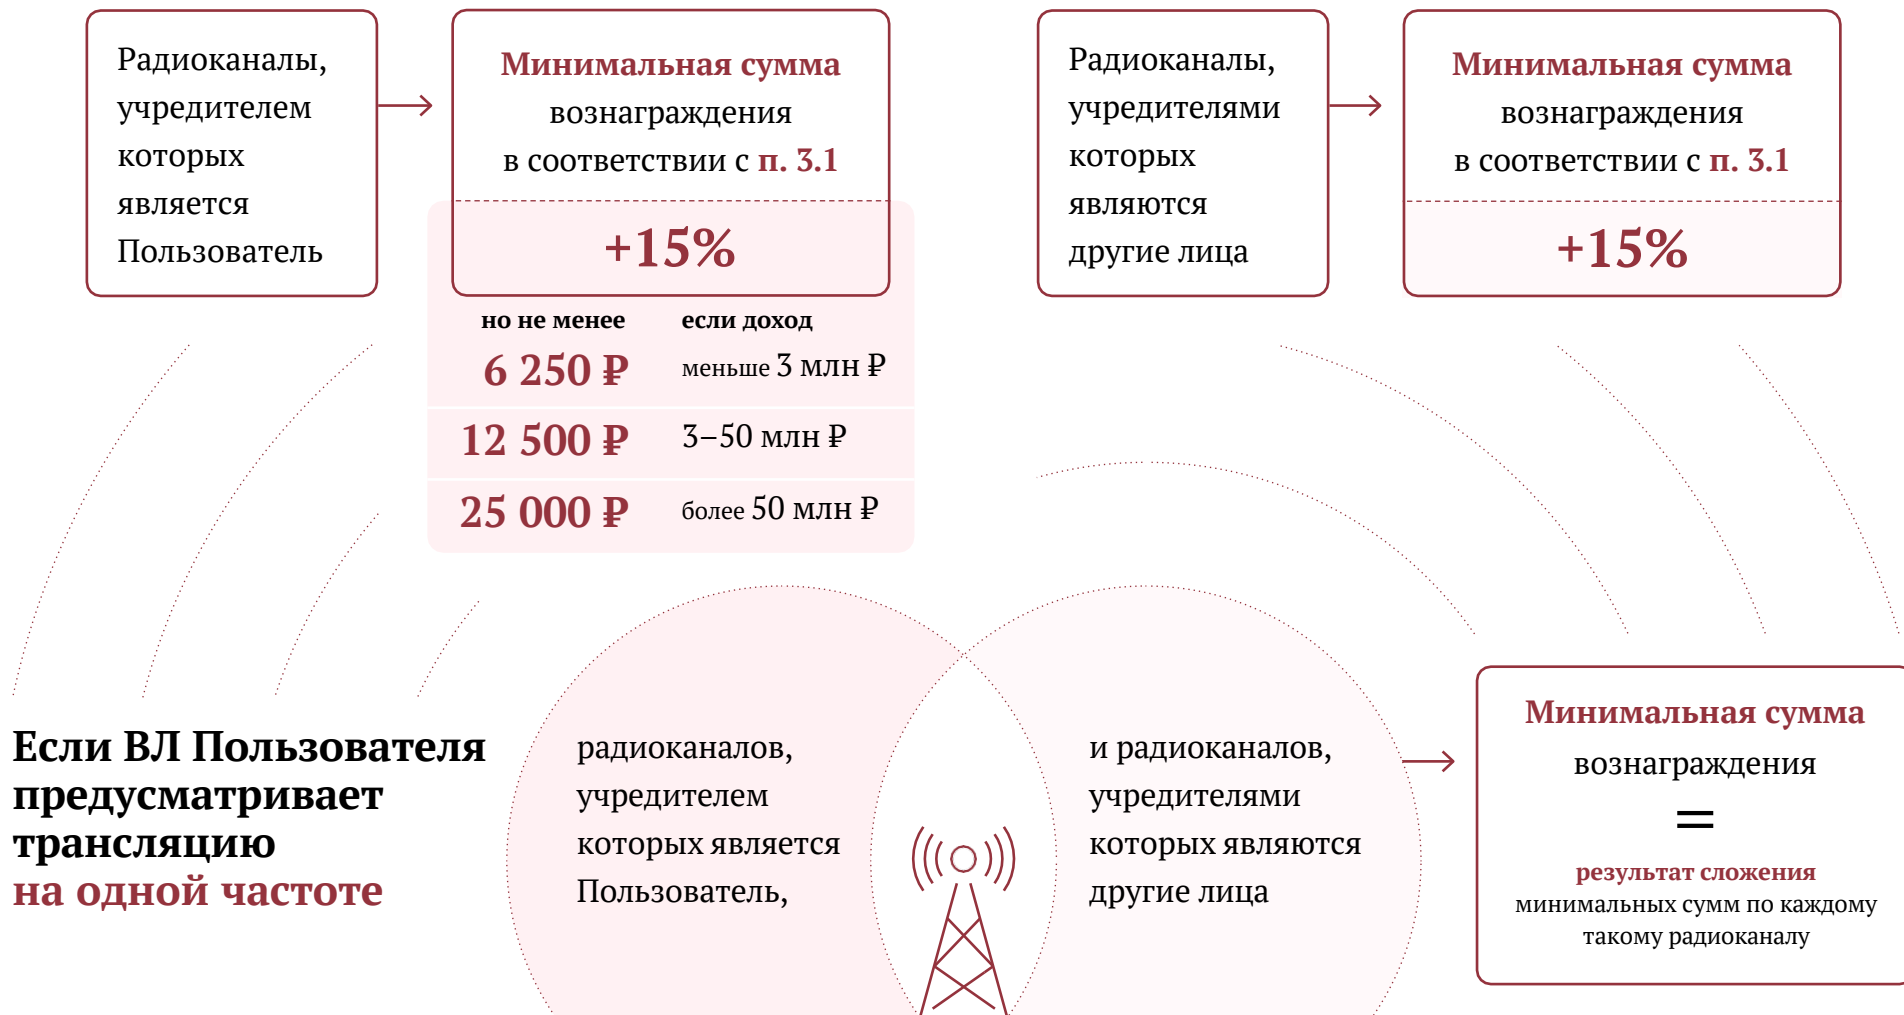 Радиоканалы,
учредителем
которых
является
Пользователь
Минимальная сумма
вознаграждения
в соответствии с п. 3.1
+15%
но не менее если доход
6 250 ₽ меньше 3 млн ₽
12 500 ₽ 3–50 млн ₽
25 000 ₽ более 50 млн ₽
Радиоканалы,
учредителями
которых
являются
другие лица
Минимальная сумма
вознаграждения
в соответствии с п. 3.1
+15%
Если ВЛ Пользователя
предусматривает
трансляцию
на одной частоте
радиоканалов,
учредителем
которых является
Пользователь,
и радиоканалов,
учредителями
которых являются
другие лица
Минимальная сумма
вознаграждения
=
результат сложения
минимальных сумм по каждому
такому радиоканалу